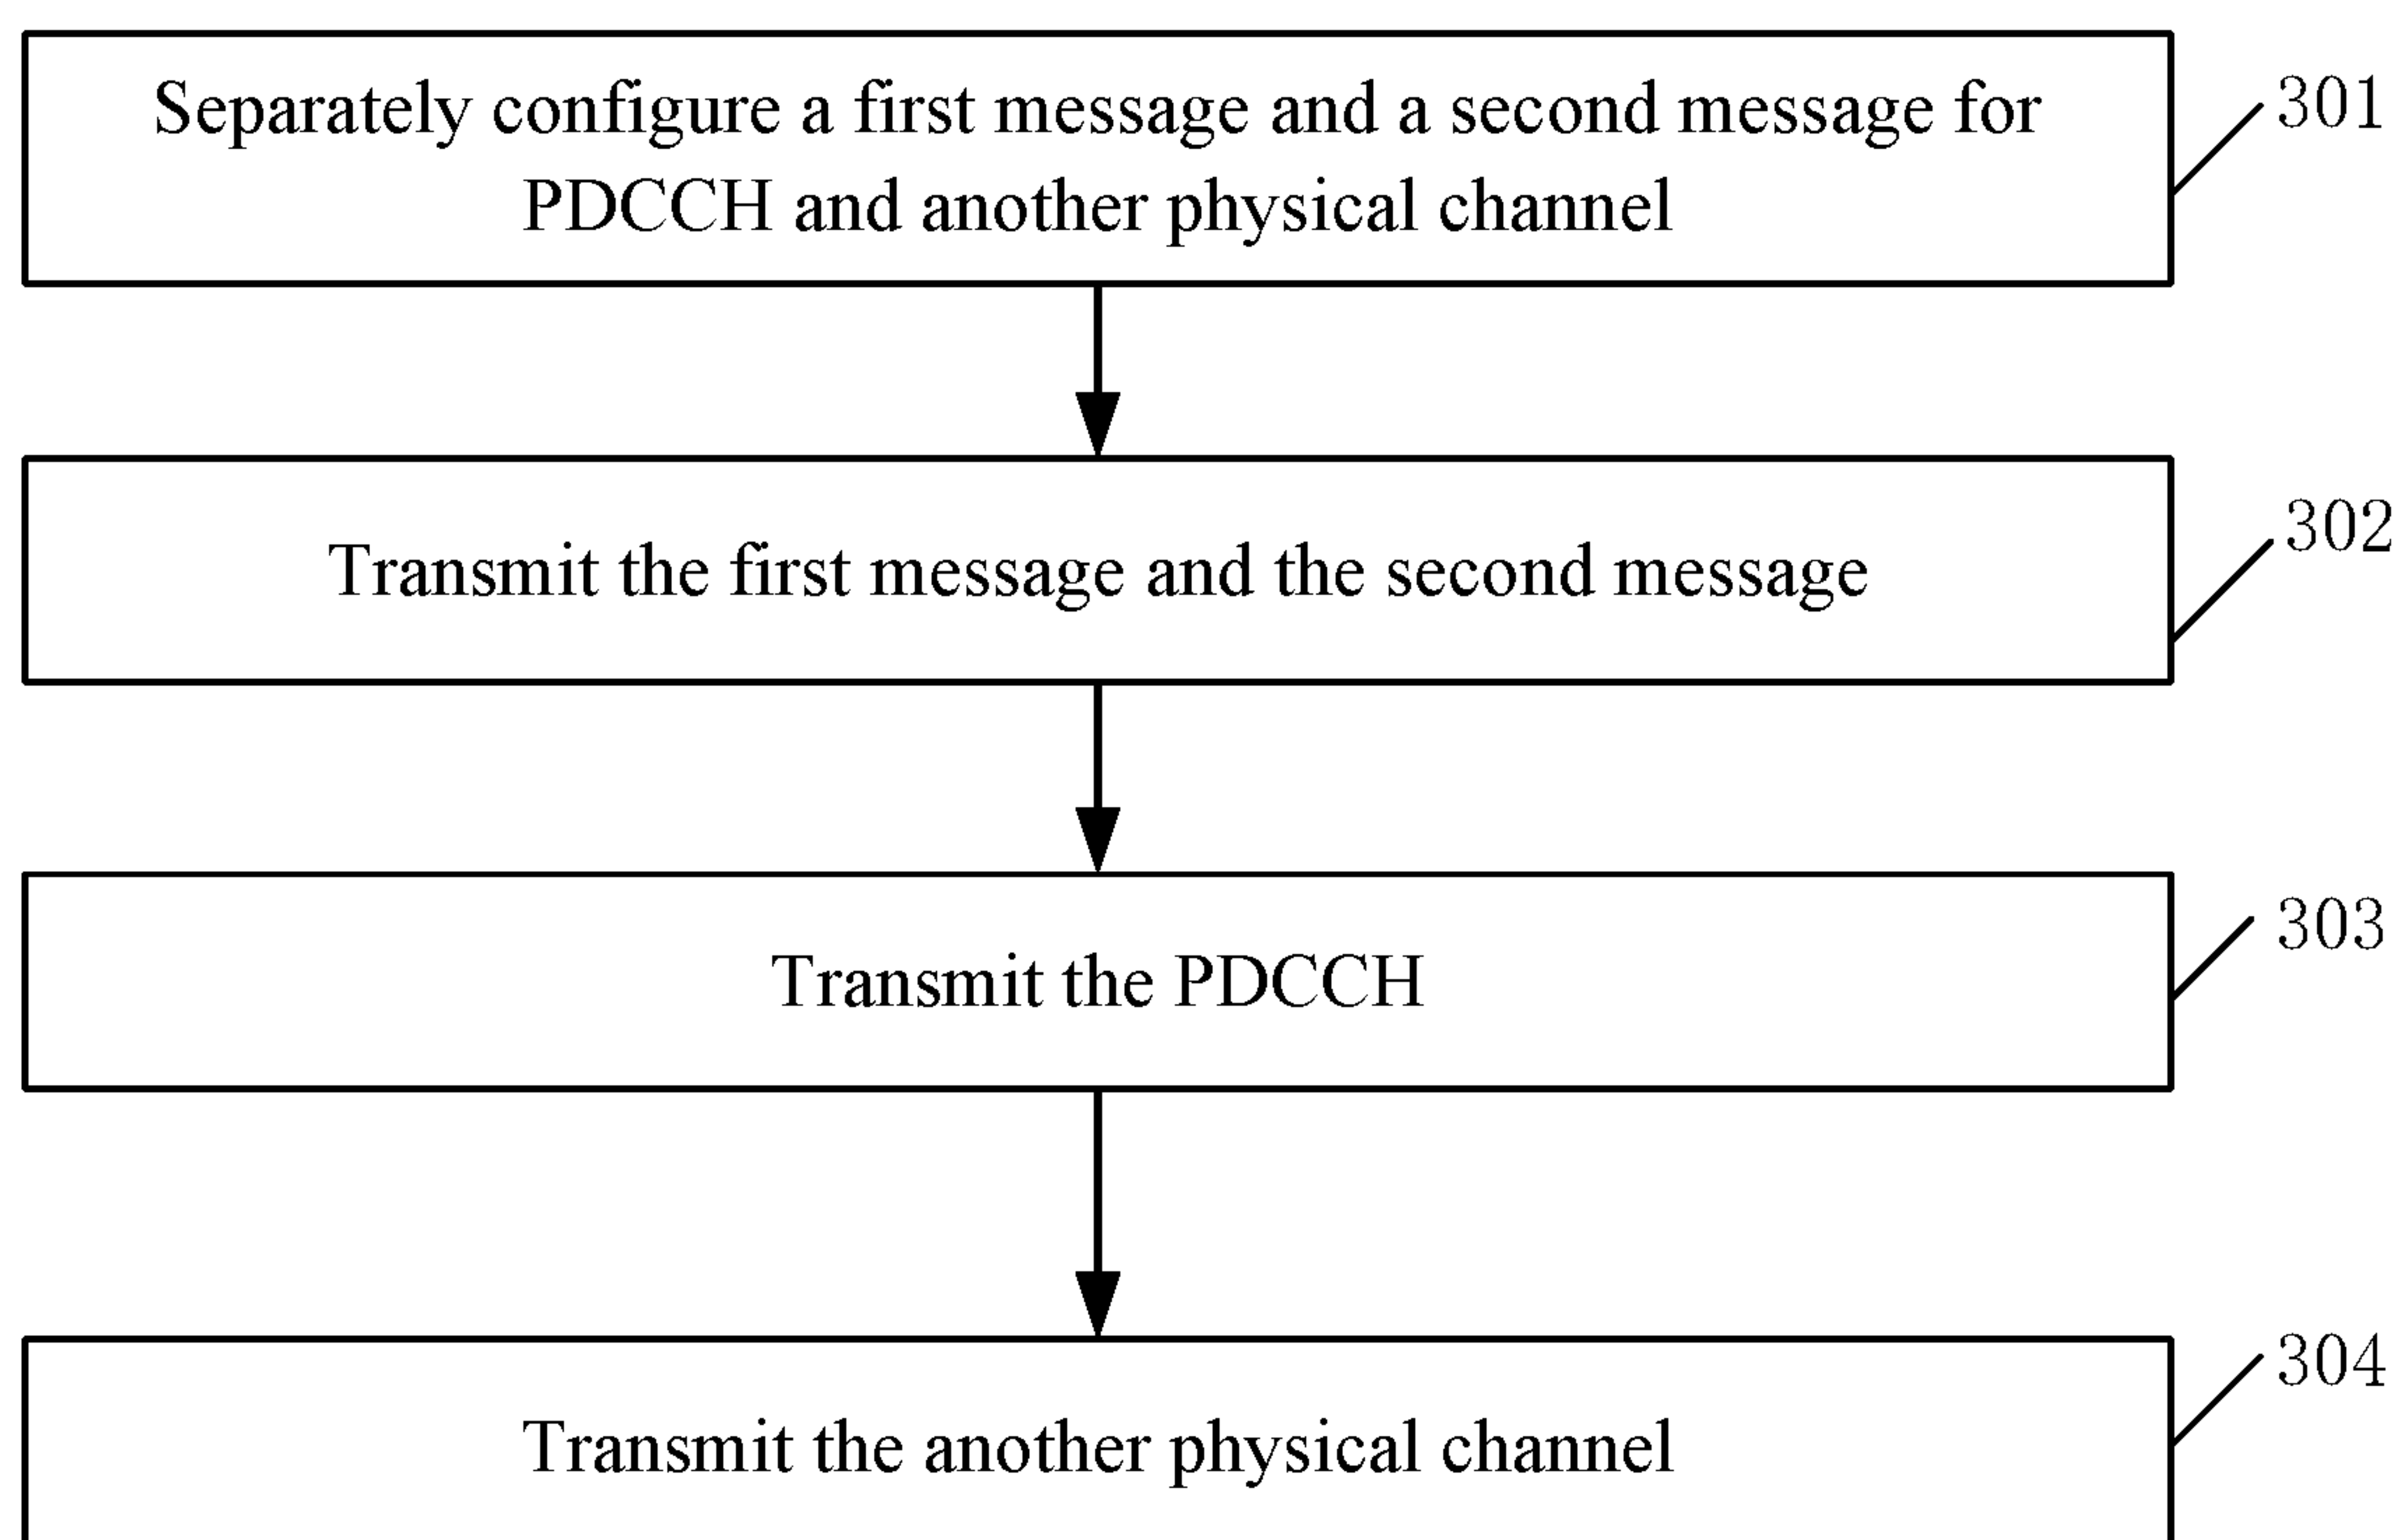 Separately configure a first message and a second message for
PDCCH and another physical channel
301
Transmit the first message and the second message
302
Transmit the PDCCH
303
Transmit the another physical channel
304